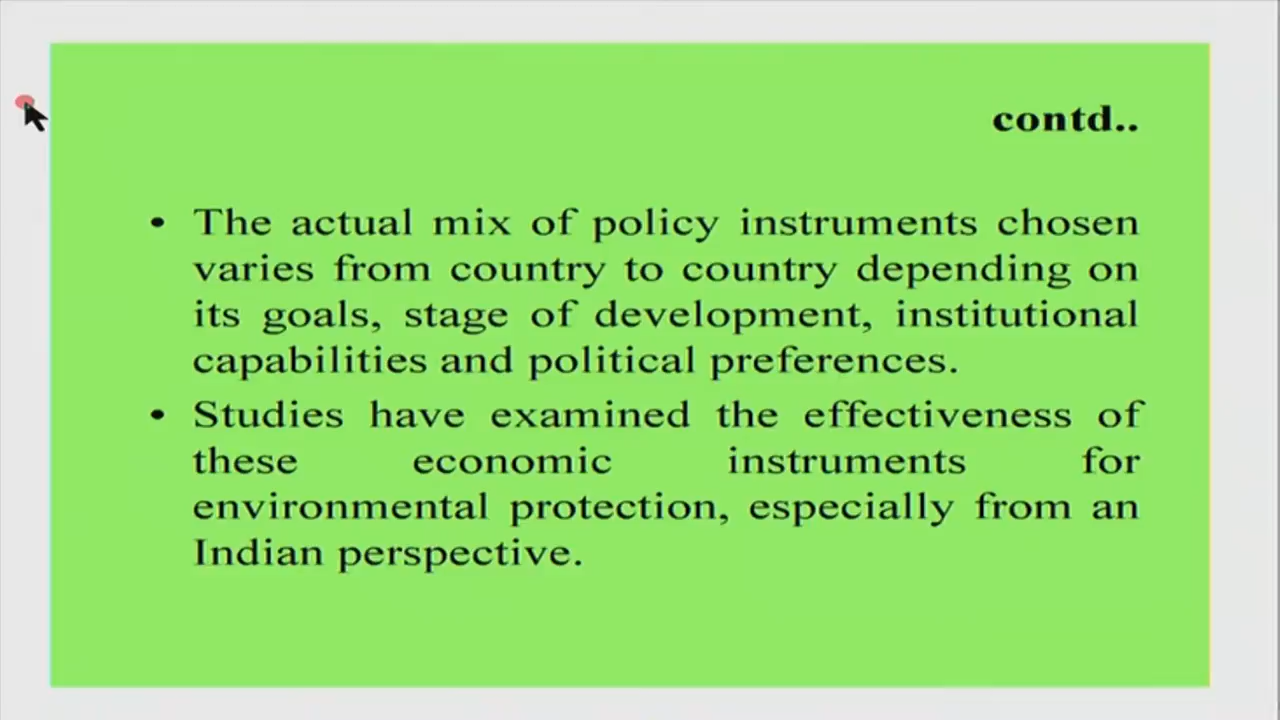 contd..
• The actual mix of policy instruments chosen
varies from country to country depending on
its goals, stage of development, institutional
capabilities and political preferences.
• Studies have examined the effectiveness of
these economic instruments for
environmental protection, especially from an
Indian perspective.